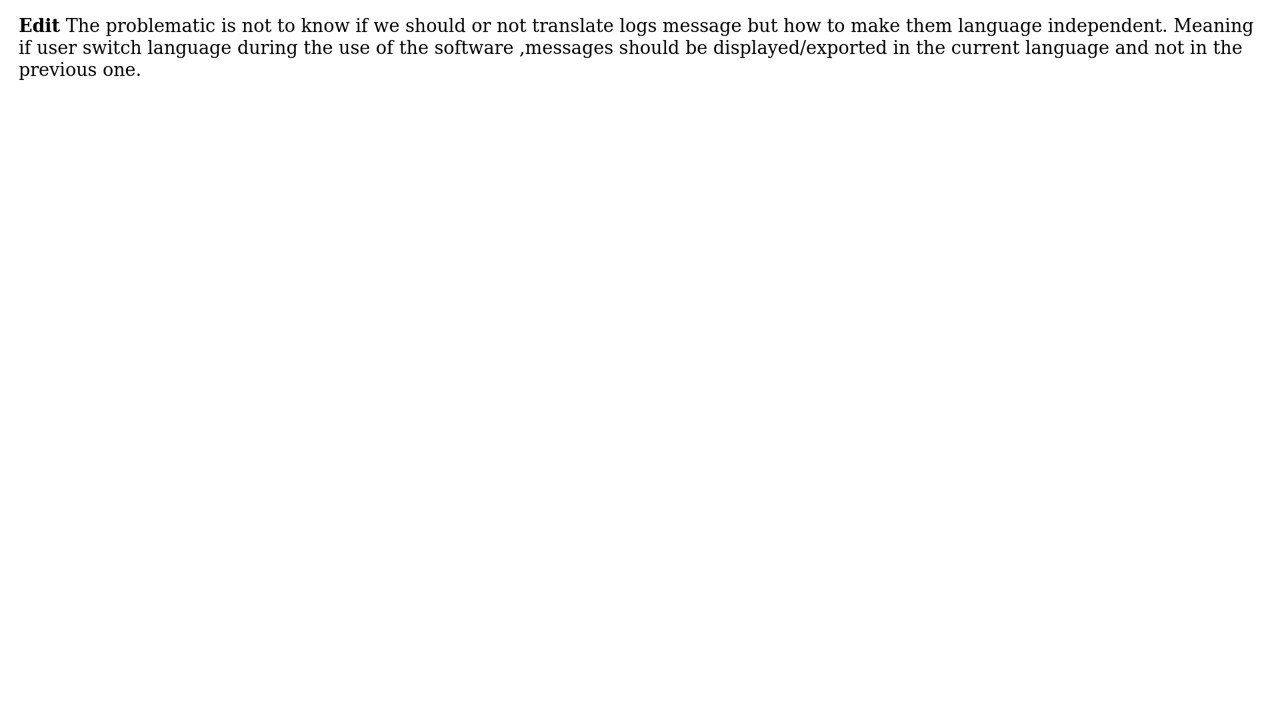 Edit The problematic is not to know if we should or not translate logs message but how to make them language independent. Meaning
if user switch language during the use of the software ,messages should be displayed/exported in the current language and not in the
previous one.